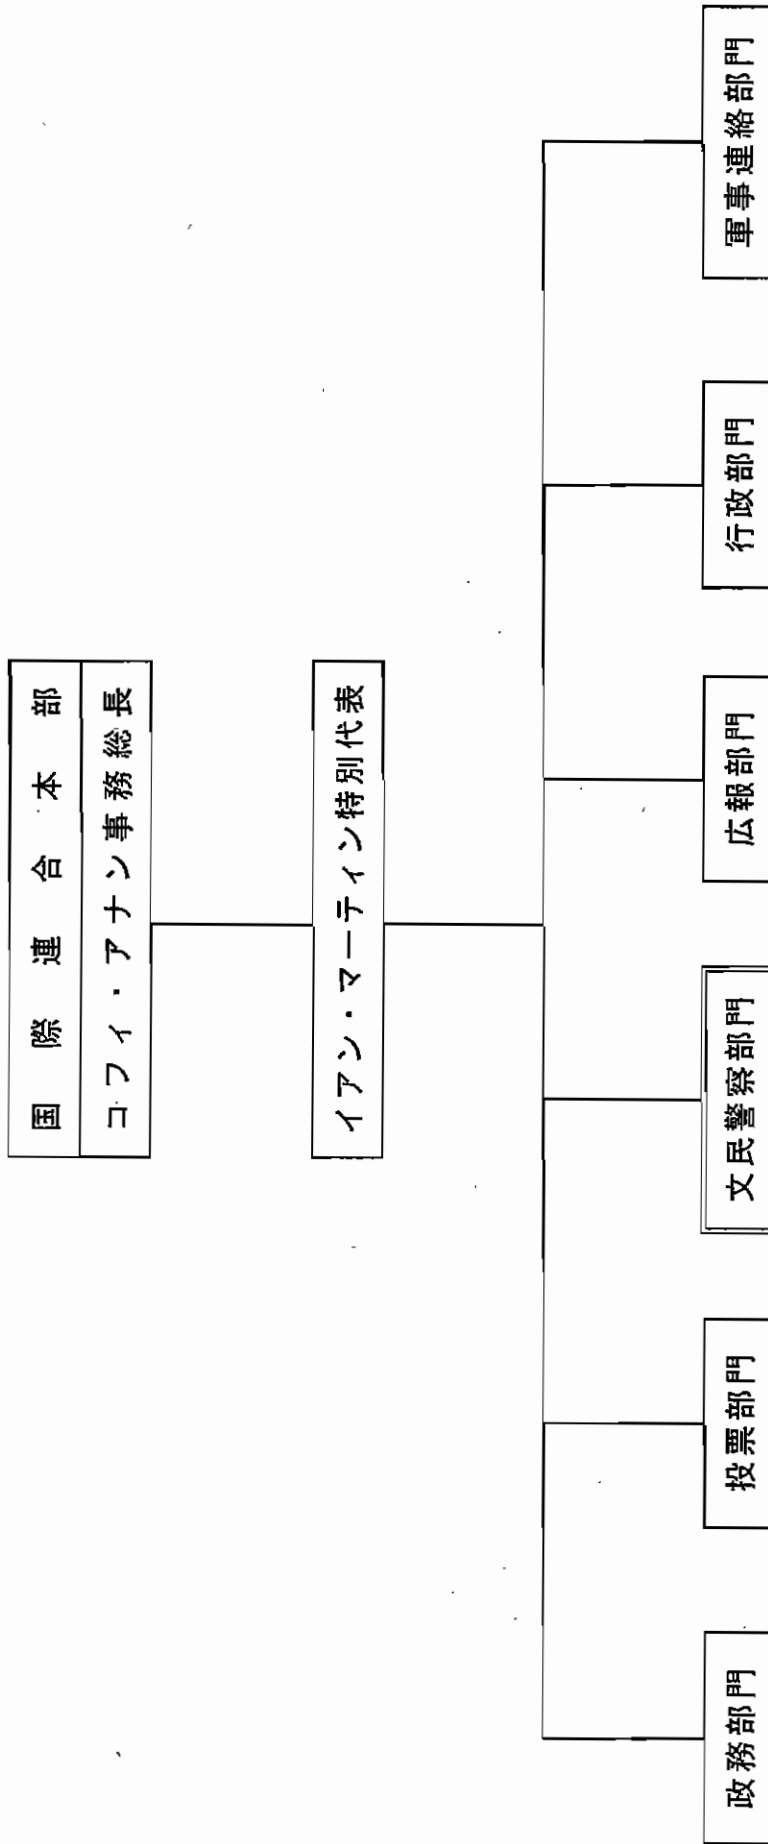 国際連合本部
コフィ・アナン事務総長
イアン・マーティン特別代表
政務部門
投票部門
文民警察部門
広報部門
行政部門
軍事連絡部門